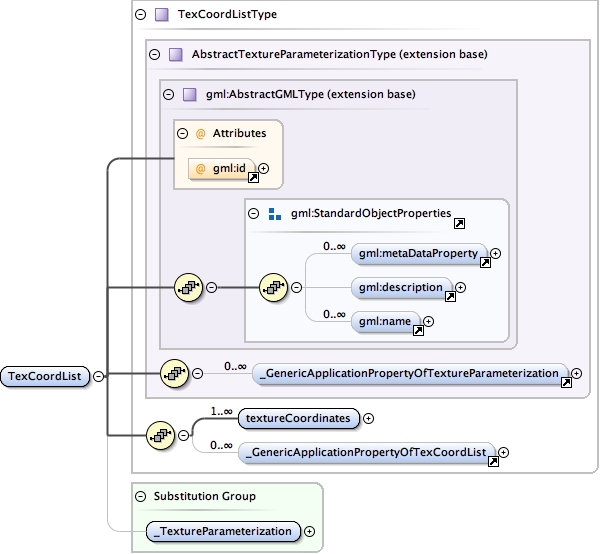 TexCoordListType
AbstractTextureParameterizationType (extension base)
gml:AbstractGMLType (extension base)
@ Attributes
@ gml:id
gml:StandardObjectProperties
0..∞ gml:metaDataProperty
gml:description
0..∞ gml:name
TexCoordList
0..∞ _GenericApplicationPropertyOfTextureParameterization
1..∞ textureCoordinates
0..∞ _GenericApplicationPropertyOfTexCoordList
Substitution Group
_TextureParameterization